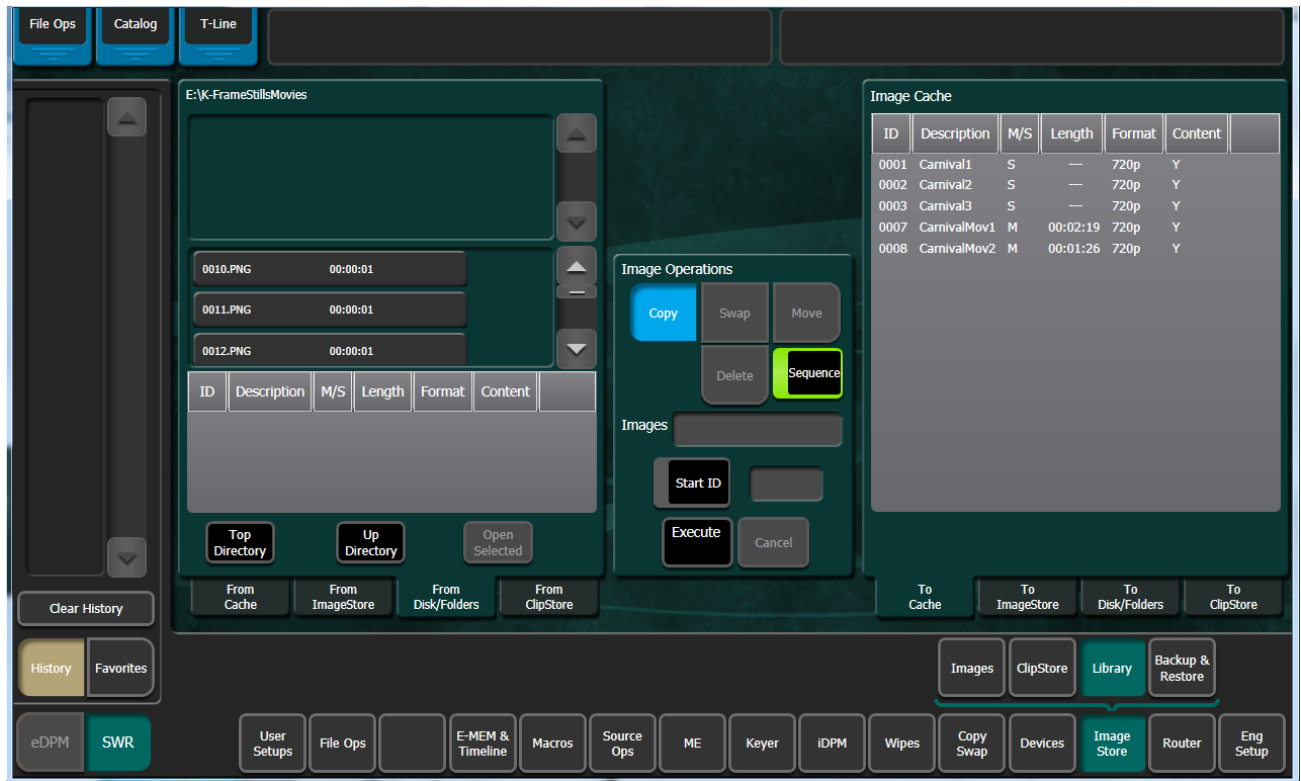 File Ops Catalog T-Line
E:\K-FrameStillsMovies
0010.PNG 00:00:01
0011.PNG 00:00:01
0012.PNG 00:00:01
ID Description M/S Length Format Content
Top
Directory
Up
Directory
Open
Selected
From
Cache
From
ImageStore
From
Disk/Folders
From
ClipStore
Image Operations
Copy Swap Move
Delete Sequence
Images
Start ID
Execute Cancel
Image Cache
ID Description M/S Length Format Content
0001 Carnival1 S --- 720p Y
0002 Carnival2 S --- 720p Y
0003 Carnival3 S --- 720p Y
0007 CarnivalMov1 M 00:02:19 720p Y
0008 CarnivalMov2 M 00:01:26 720p Y
To
Cache
To
ImageStore
To
Disk/Folders
To
ClipStore
Clear History
History Favorites
Images ClipStore Library
Backup &
Restore
eDPM SWR
User
Setups
File Ops
E-MEM &
Timeline
Macros
Source
Ops
ME Keyer iDPM Wipes
Copy
Swap
Devices
Image
Store
Router
Eng
Setup